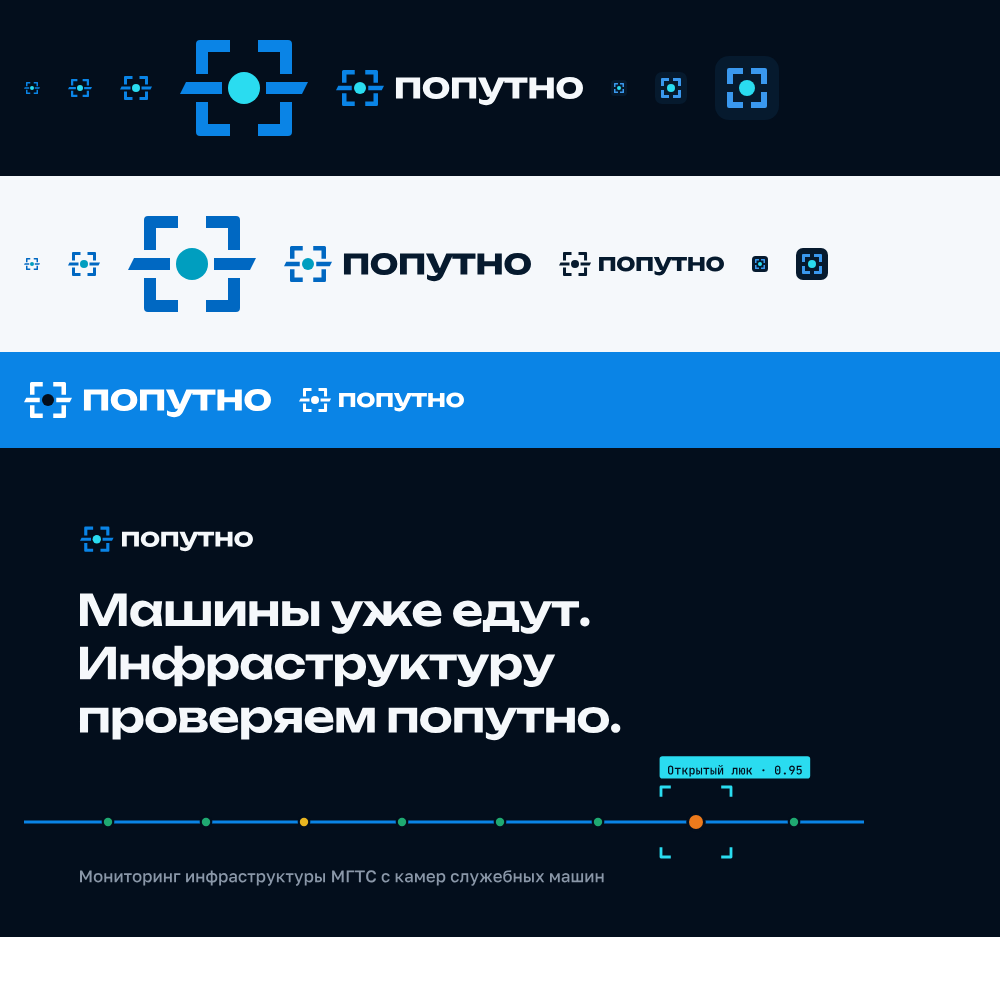 попутно
попутно
попутно
попутно
попутно
попутно
Машины уже едут.
Инфраструктуру
проверяем попутно.
Открытый люк · 0.95
Мониторинг инфраструктуры МГТС с камер служебных машин